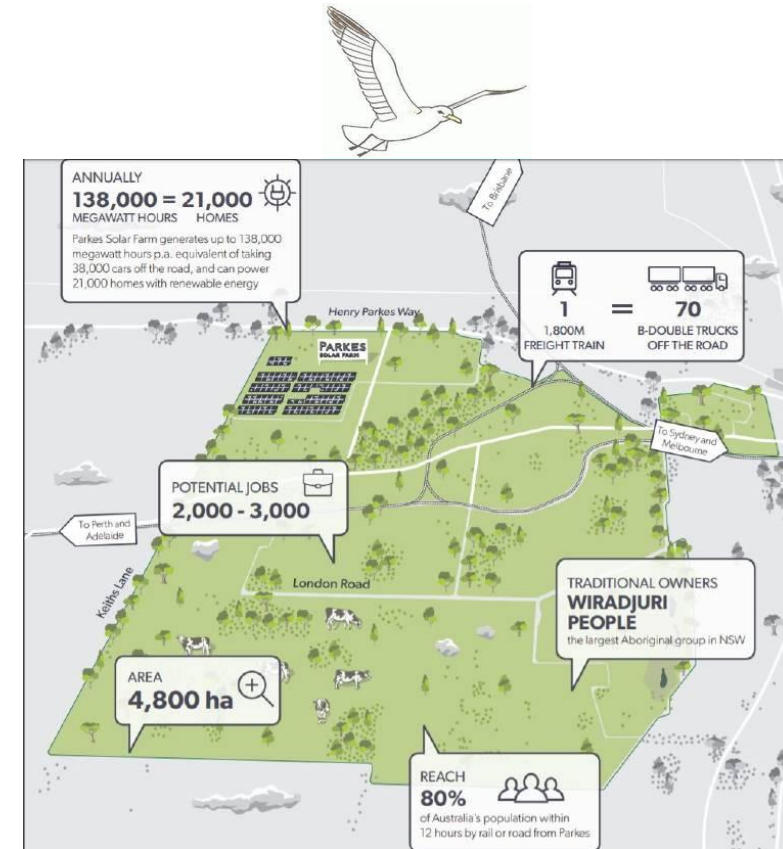 ANNUALLY
138,000 = 21,000
MEGAWATT HOURS HOMES
Parkes Solar Farm generates up to 138,000
megawatt hours p.a. equivalent of taking
38,000 cars off the road, and can power
21,000 homes with renewable energy
To Brisbane
1 = 70
1,800M B-DOUBLE TRUCKS
FREIGHT TRAIN OFF THE ROAD
Henry Parkes Way
PARKES
SOLAR FARM
To Sydney and
Melbourne
POTENTIAL JOBS
2,000 - 3,000
To Perth and
Adelaide
Keiths Lane
London Road
TRADITIONAL OWNERS
WIRADJURI
PEOPLE
the largest Aboriginal group in NSW
AREA
4,800 ha
REACH
80%
of Australia's population within
12 hours by rail or road from Parkes